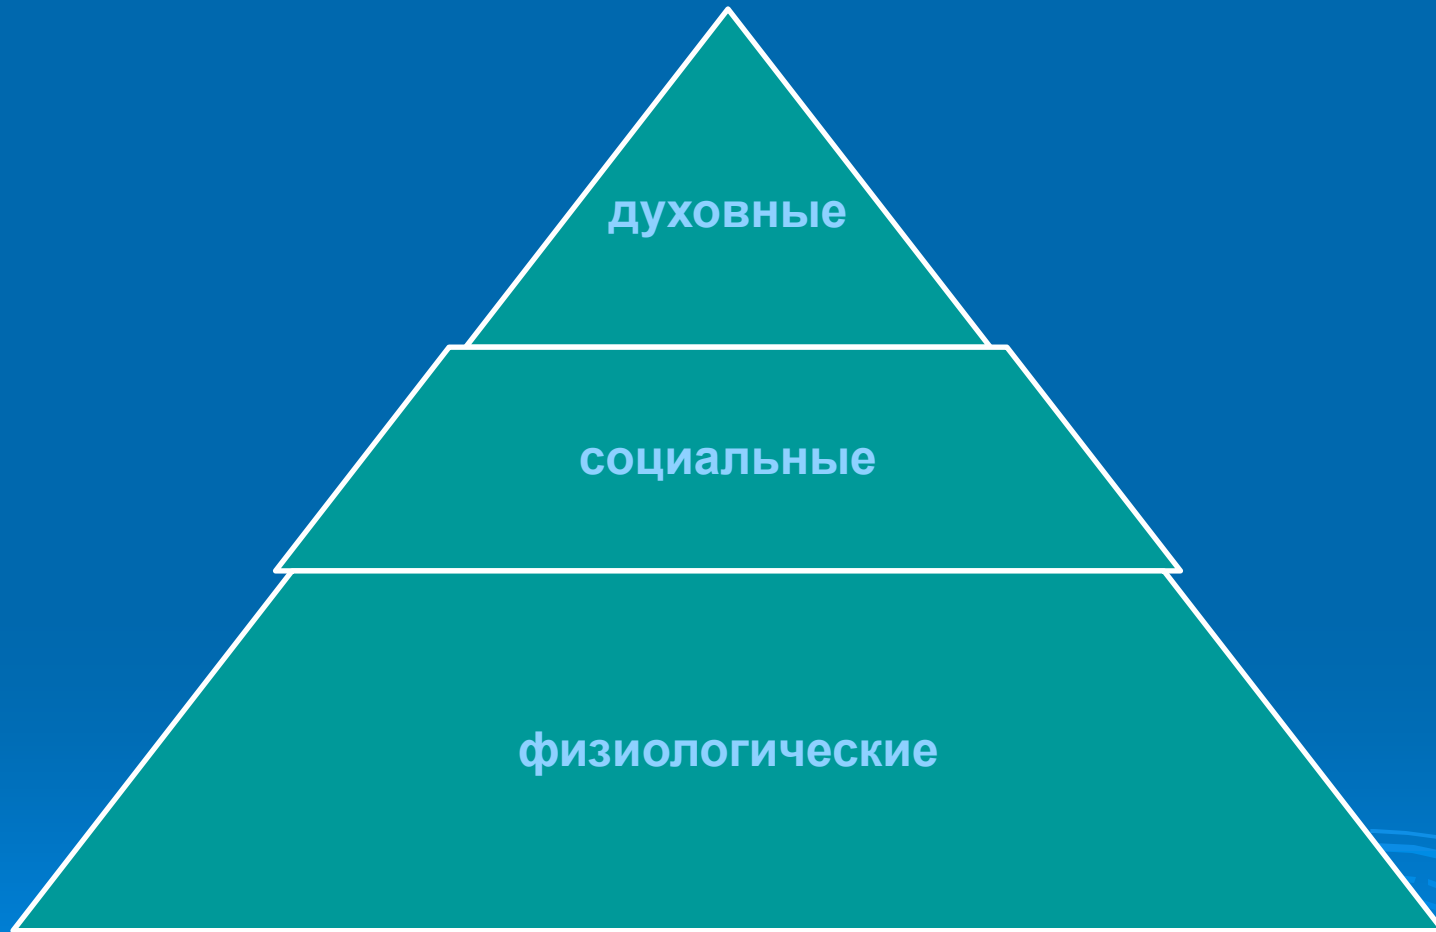 духовные
социальные
физиологические